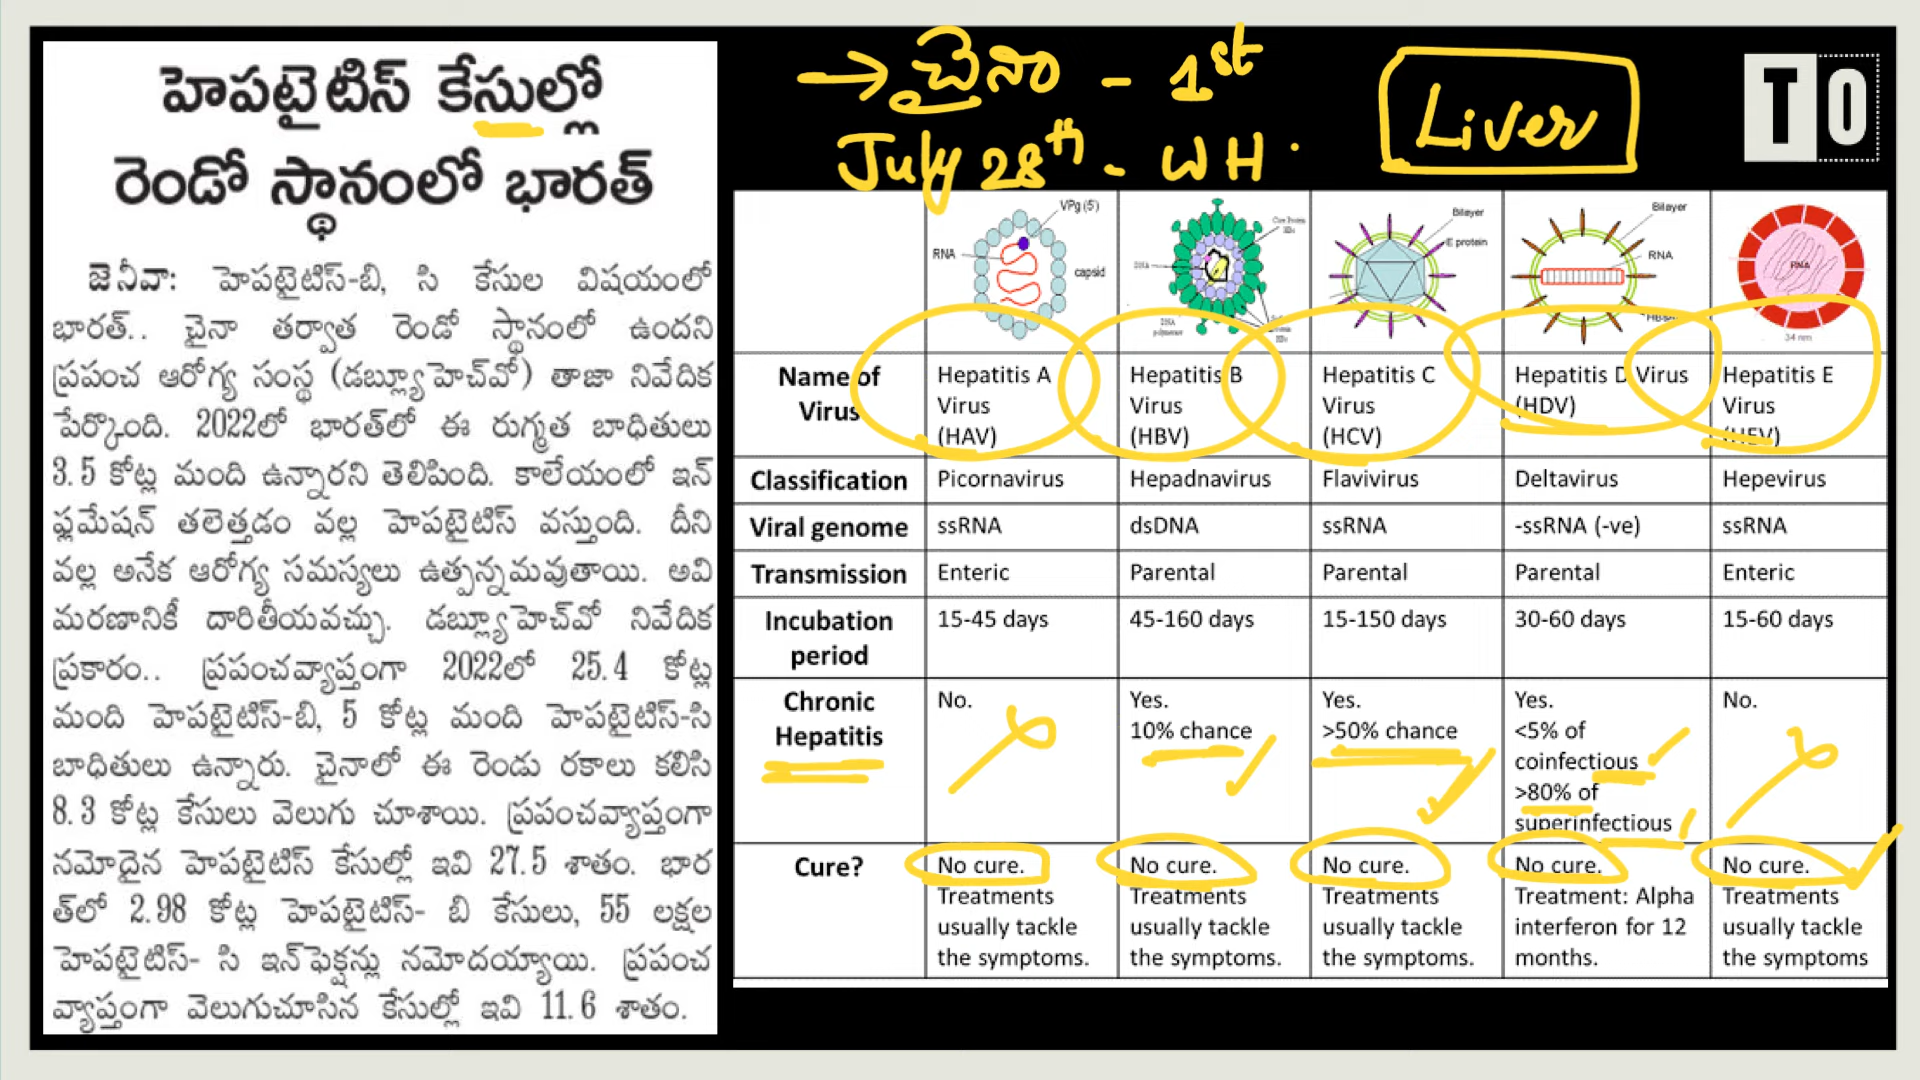 హెపటైటిస్ కేసుల్లో
రెండో స్థానంలో భారత్
జెనీవా: హెపటైటిస్-బి, సి కేసుల విషయంలో
భారత్.. చైనా తర్వాత రెండో స్థానంలో ఉందని
ప్రపంచ ఆరోగ్య సంస్థ (డబ్ల్యూహెచ్‌వో) తాజా నివేదిక
పేర్కొంది. 2022లో భారత్‌లో ఈ రుగ్మత బాధితులు
3.5 కోట్ల మంది ఉన్నారని తెలిపింది. కాలేయంలో ఇన్
ఫ్లమేషన్ తలెత్తడం వల్ల హెపటైటిస్ వస్తుంది. దీని
వల్ల అనేక ఆరోగ్య సమస్యలు ఉత్పన్నమవుతాయి. అవి
మరణానికీ దారితీయవచ్చు. డబ్ల్యూహెచ్‌వో నివేదిక
ప్రకారం.. ప్రపంచవ్యాప్తంగా 2022లో 25.4 కోట్ల
మంది హెపటైటిస్-బి, 5 కోట్ల మంది హెపటైటిస్-సి
బాధితులు ఉన్నారు. చైనాలో ఈ రెండు రకాలు కలిసి
8.3 కోట్ల కేసులు వెలుగు చూశాయి. ప్రపంచవ్యాప్తంగా
నమోదైన హెపటైటిస్ కేసుల్లో ఇవి 27.5 శాతం. భార
త్‌లో 2.98 కోట్ల హెపటైటిస్- బి కేసులు, 55 లక్షల
హెపటైటిస్- సి ఇన్‌ఫెక్షన్లు నమోదయ్యాయి. ప్రపంచ
వ్యాప్తంగా వెలుగుచూసిన కేసుల్లో ఇవి 11.6 శాతం.
→ చైనా - 1st
July 28th - WH
Liver
TO
VPg (5')
RNA
capsid
Bilayer
E protein
Bilayer
RNA
RNA
34 nm
Name of Virus
Hepatitis A Virus (HAV)
Hepatitis B Virus (HBV)
Hepatitis C Virus (HCV)
Hepatitis D Virus (HDV)
Hepatitis E Virus (HEV)
Classification Picornavirus Hepadnavirus Flavivirus Deltavirus Hepevirus
Viral genome ssRNA dsDNA ssRNA -ssRNA (-ve) ssRNA
Transmission Enteric Parental Parental Parental Enteric
Incubation period 15-45 days 45-160 days 15-150 days 30-60 days 15-60 days
Chronic Hepatitis
No.
Yes. 10% chance
Yes. >50% chance
Yes. <5% of coinfectious >80% of superinfectious
No.
Cure?
No cure. Treatments usually tackle the symptoms.
No cure. Treatments usually tackle the symptoms.
No cure. Treatments usually tackle the symptoms.
No cure. Treatment: Alpha interferon for 12 months.
No cure. Treatments usually tackle the symptoms